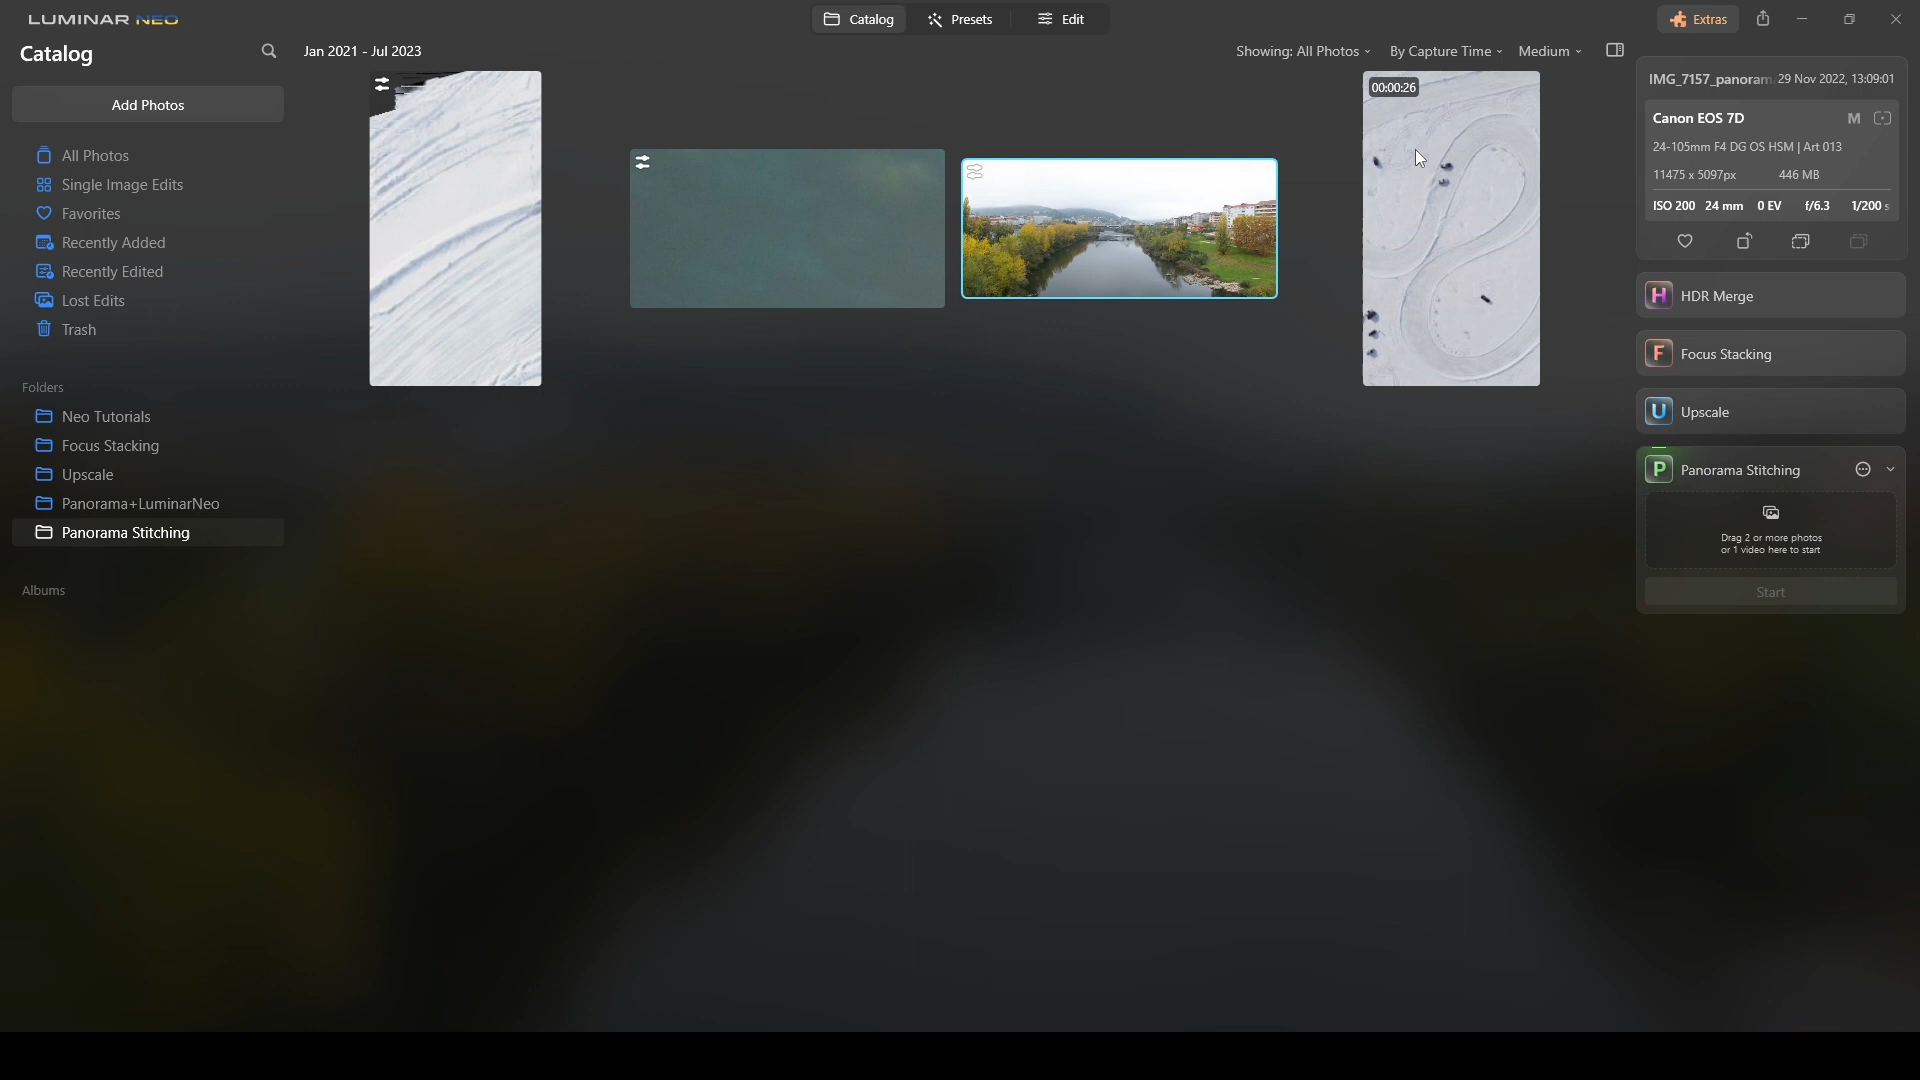 LUMINAR NEO
Catalog
Presets
Edit
Extras
Catalog
Jan 2021 - Jul 2023
Showing: All Photos
By Capture Time
Medium
Add Photos
All Photos
Single Image Edits
Favorites
Recently Added
Recently Edited
Lost Edits
Trash
Folders
Neo Tutorials
Focus Stacking
Upscale
Panorama+LuminarNeo
Panorama Stitching
Albums
00:00:26
IMG_7157_panoram 29 Nov 2022, 13:09:01
Canon EOS 7D M
24-105mm F4 DG OS HSM | Art 013
11475 x 5097px 446 MB
ISO 200 24 mm 0 EV f/6.3 1/200 s
H HDR Merge
F Focus Stacking
U Upscale
P Panorama Stitching
Drag 2 or more photos
or 1 video here to start
Start